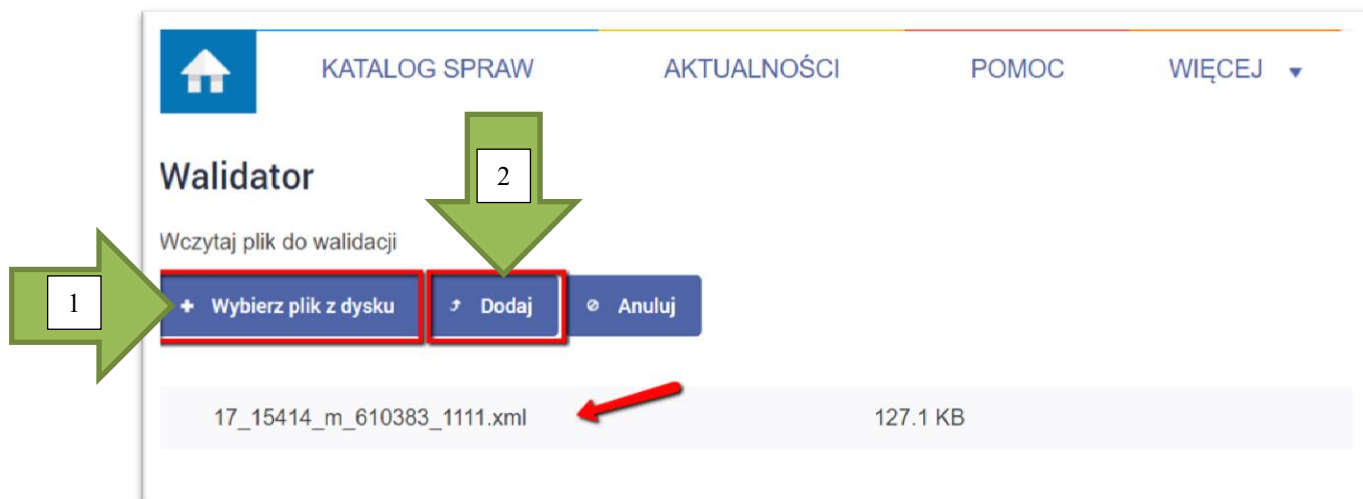 KATALOG SPRAW AKTUALNOŚCI POMOC WIĘCEJ
Walidator
2
Wczytaj plik do walidacji
1
Wybierz plik z dysku Dodaj Anuluj
17_15414_m_610383_1111.xml 127.1 KB